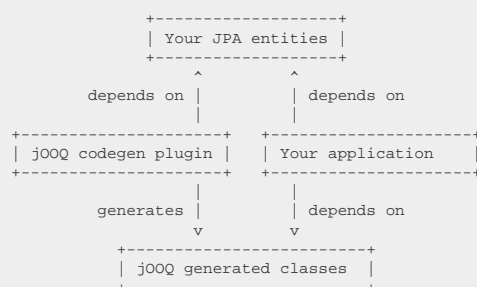 Your JPA entities
depends on depends on
jOOQ codegen plugin Your application
generates depends on
jOOQ generated classes